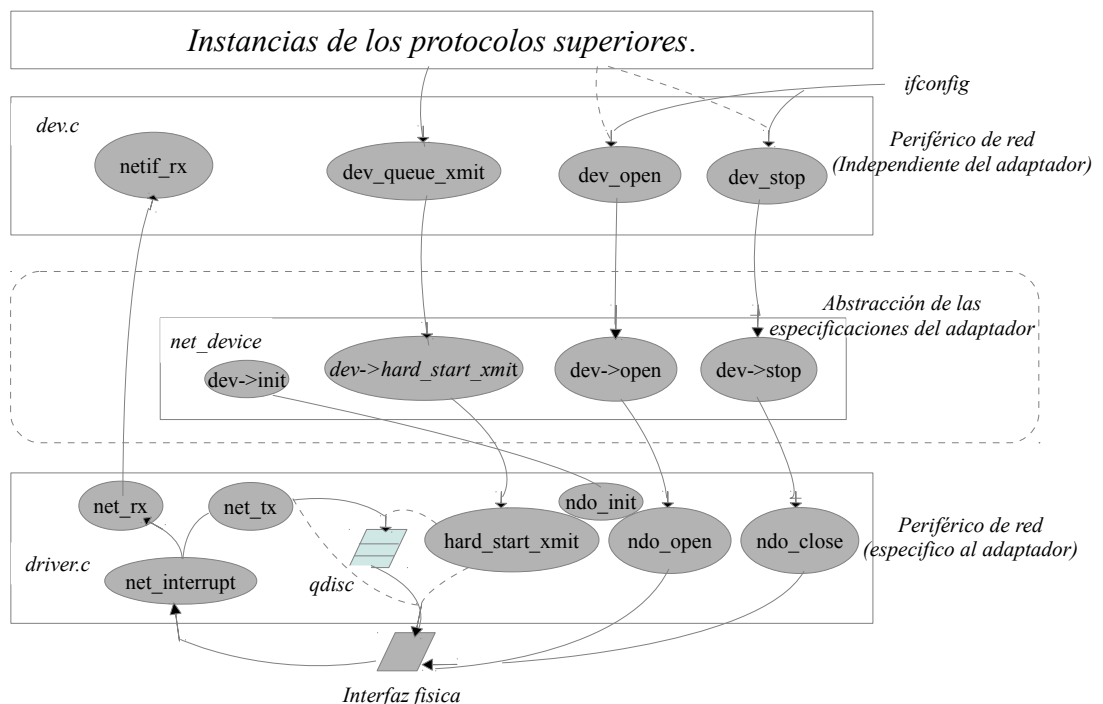 Instancias de los protocolos superiores.
ifconfig
dev.c
netif_rx
dev_queue_xmit
dev_open
dev_stop
Periférico de red
(Independiente del adaptador)
Abstracción de las
especificaciones del adaptador
net_device
dev->init
dev->hard_start_xmit
dev->open
dev->stop
net_rx
net_tx
ndo_init
hard_start_xmit
ndo_open
ndo_close
Periférico de red
(especifico al adaptador)
driver.c
net_interrupt
qdisc
Interfaz fisica